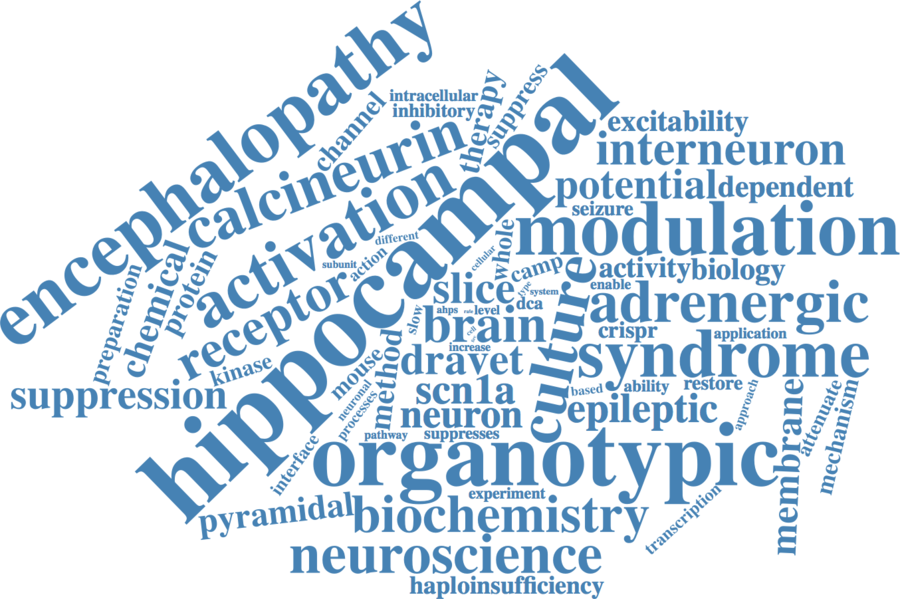 encephalopathy
hippocampal
intracellular
inhibitory
channel
therapy
suppress
calcineurin
excitability
interneuron
potential
dependent
seizure
modulation
activation
chemical
protein
preparation
receptor
different
subunit
action
cellular
whole
camp
type
system
slice
dca
activity
biology
enable
adrenergic
culture
ahps
rate
level
slow
brain
cell
crispr
application
increase
syndrome
kinase
mouse
method
dravet
suppression
scn1a
neuronal
processes
based
ability
restore
neuron
epileptic
approach
membrane
attenuate
mechanism
pathway
suppresses
organotypic
interface
experiment
pyramidal
biochemistry
transcription
neuroscience
haploinsufficiency